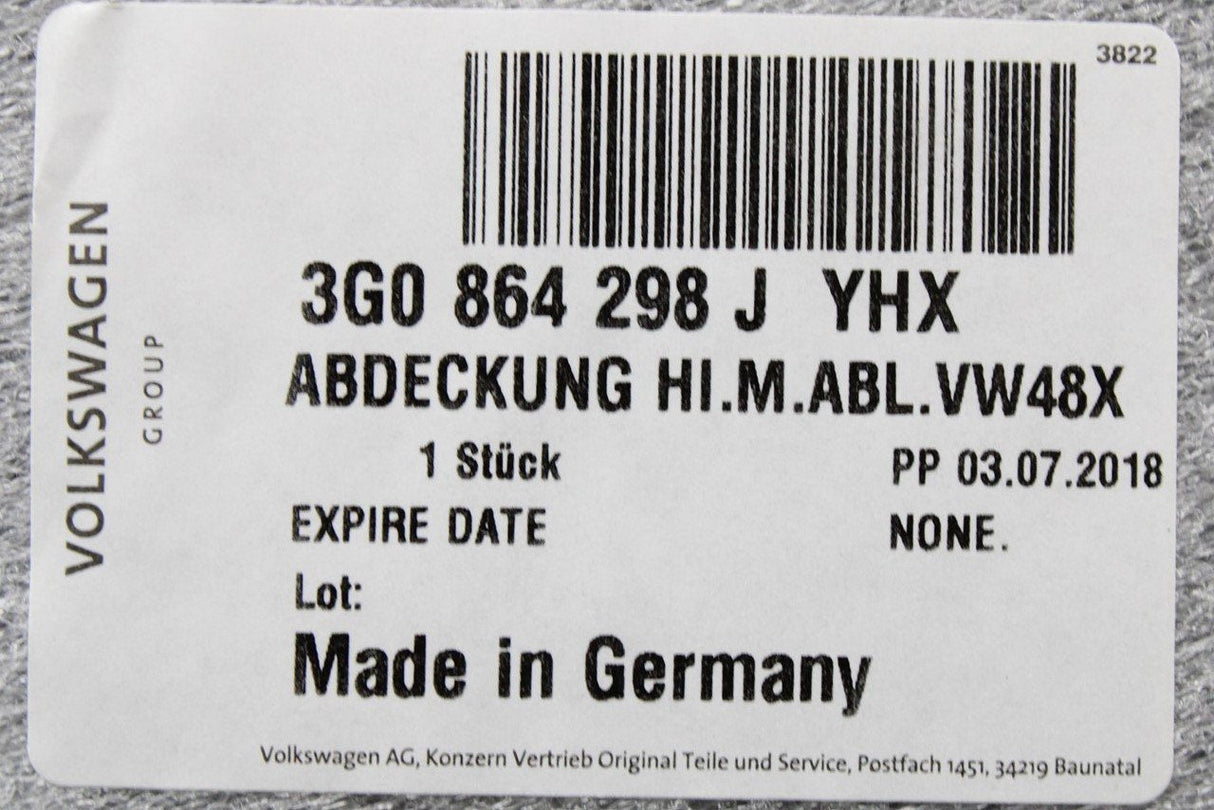 3822
VOLKSWAGEN
GROUP
3G0 864 298 J YHX
ABDECKUNG HI.M.ABL.VW48X
1 Stück PP 03.07.2018
EXPIRE DATE NONE.
Lot:
Made in Germany
Volkswagen AG, Konzern Vertrieb Original Teile und Service, Postfach 1451, 34219 Baunatal